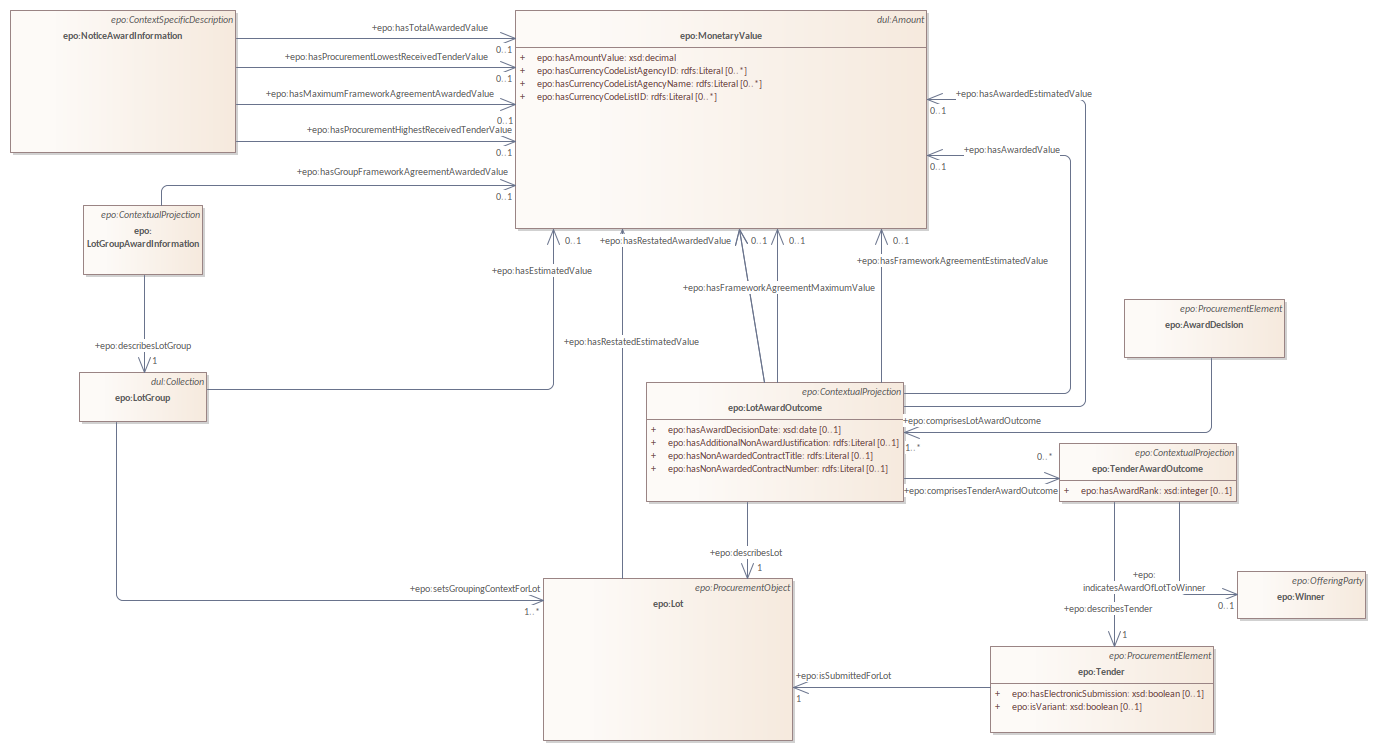 epo:ContextSpecificDescription
epo:NoticeAwardInformation
+epo:hasTotalAwardedValue
0..1
+epo:hasProcurementLowestReceivedTenderValue
0..1
+epo:hasMaximumFrameworkAgreementAwardedValue
0..1
+epo:hasProcurementHighestReceivedTenderValue
0..1
+epo:hasGroupFrameworkAgreementAwardedValue
0..1
dul:Amount
epo:MonetaryValue
+ epo:hasAmountValue: xsd:decimal
+ epo:hasCurrencyCodeListAgencyID: rdfs:Literal [0..*]
+ epo:hasCurrencyCodeListAgencyName: rdfs:Literal [0..*]
+ epo:hasCurrencyCodeListID: rdfs:Literal [0..*]
+epo:hasAwardedEstimatedValue
0..1
+epo:hasAwardedValue
0..1
epo:ContextualProjection
epo:
LotGroupAwardInformation
0..1
+epo:hasRestatedAwardedValue
0..1
0..1
0..1
+epo:hasEstimatedValue
+epo:hasFrameworkAgreementEstimatedValue
+epo:hasFrameworkAgreementMaximumValue
+epo:hasRestatedEstimatedValue
+epo:describesLotGroup
1
dul:Collection
epo:LotGroup
epo:ProcurementElement
epo:AwardDecision
epo:ContextualProjection
epo:LotAwardOutcome
+ epo:hasAwardDecisionDate: xsd:date [0..1]
+ epo:hasAdditionalNonAwardJustification: rdfs:Literal [0..1]
+ epo:hasNonAwardedContractTitle: rdfs:Literal [0..1]
+ epo:hasNonAwardedContractNumber: rdfs:Literal [0..1]
+epo:comprisesLotAwardOutcome
1..*
0..*
+epo:comprisesTenderAwardOutcome
epo:ContextualProjection
epo:TenderAwardOutcome
+ epo:hasAwardRank: xsd:integer [0..1]
+epo:describesLot
1
+epo:
indicatesAwardOfLotToWinner
0..1
+epo:describesTender
1
epo:OfferingParty
epo:Winner
+epo:setsGroupingContextForLot
1..*
epo:ProcurementObject
epo:Lot
+epo:isSubmittedForLot
1
epo:ProcurementElement
epo:Tender
+ epo:hasElectronicSubmission: xsd:boolean [0..1]
+ epo:isVariant: xsd:boolean [0..1]